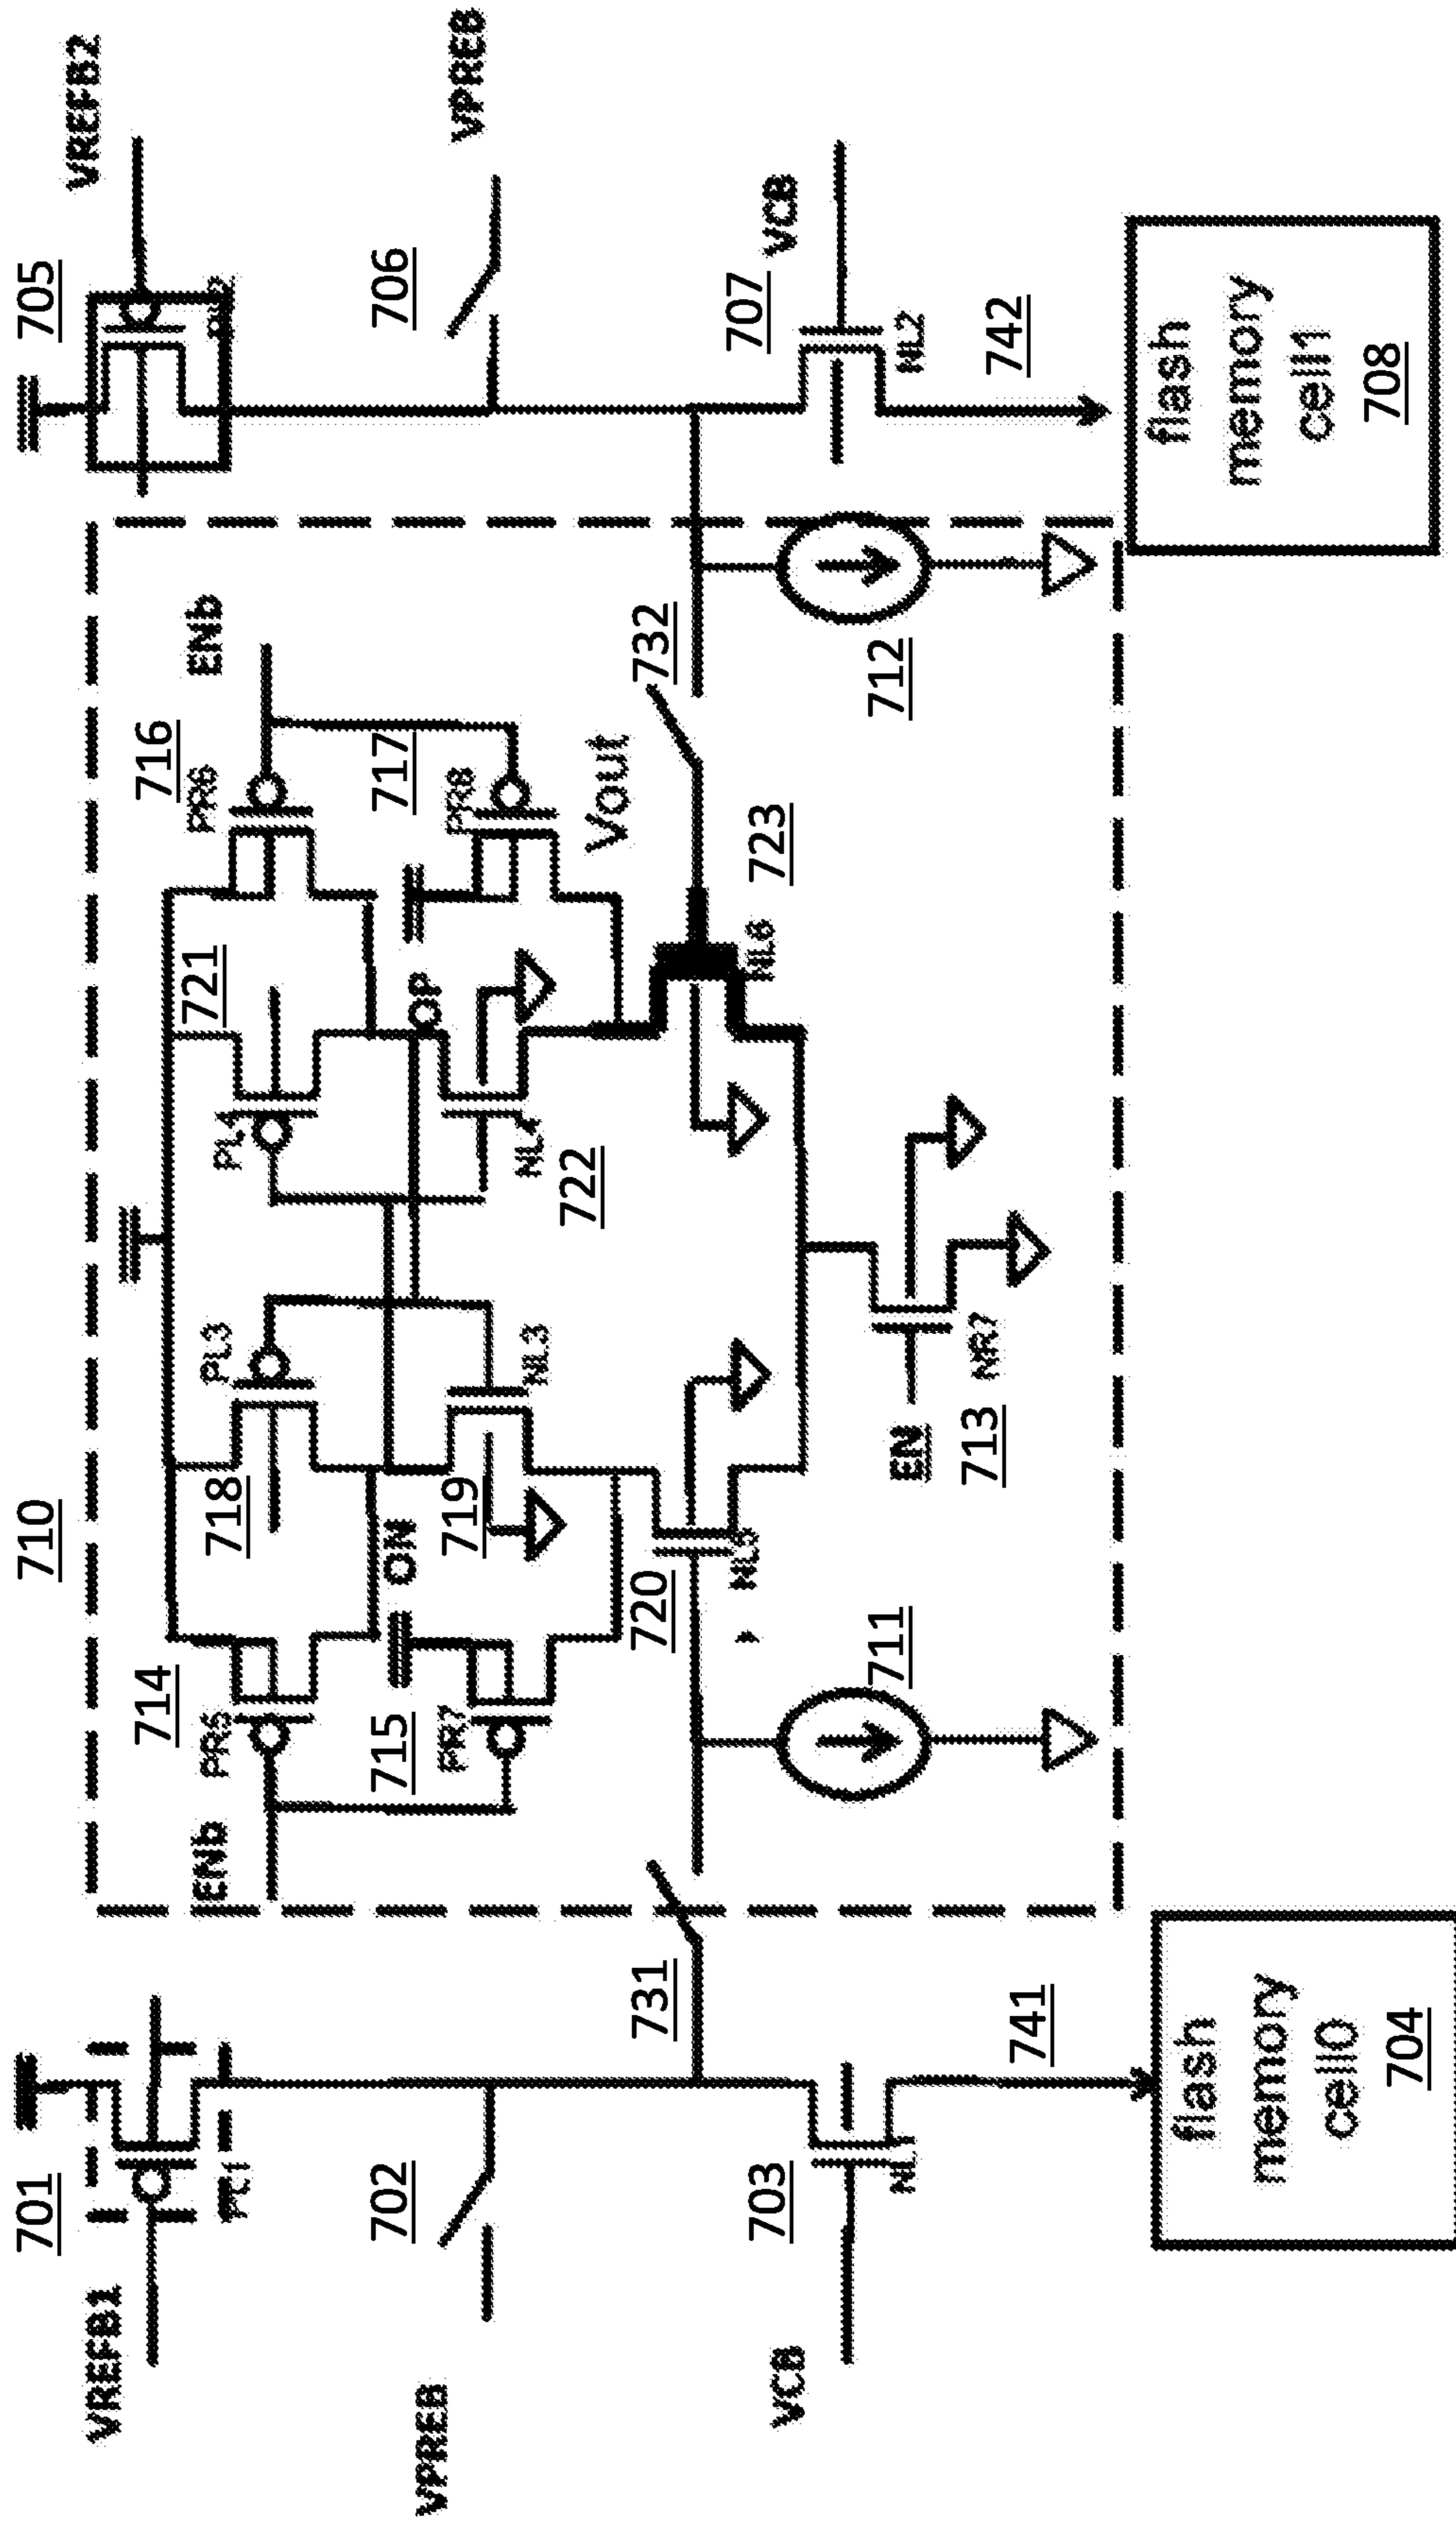 710
701
VREFB1
PL1
702
VPREB
703
VCB
NL1
741
flash
memory
cell0
704
731
ENb
714
PR5
715
PR7
718
PL3
ON
719
NL3
720
NL5
711
EN
713
NR7
721
PL4
OP
NL4
722
716
PR6
ENb
717
PR8
Vout
723
NL6
732
712
705
VREFB2
706
VPREB
707
VCB
NL2
742
flash
memory
cell1
708